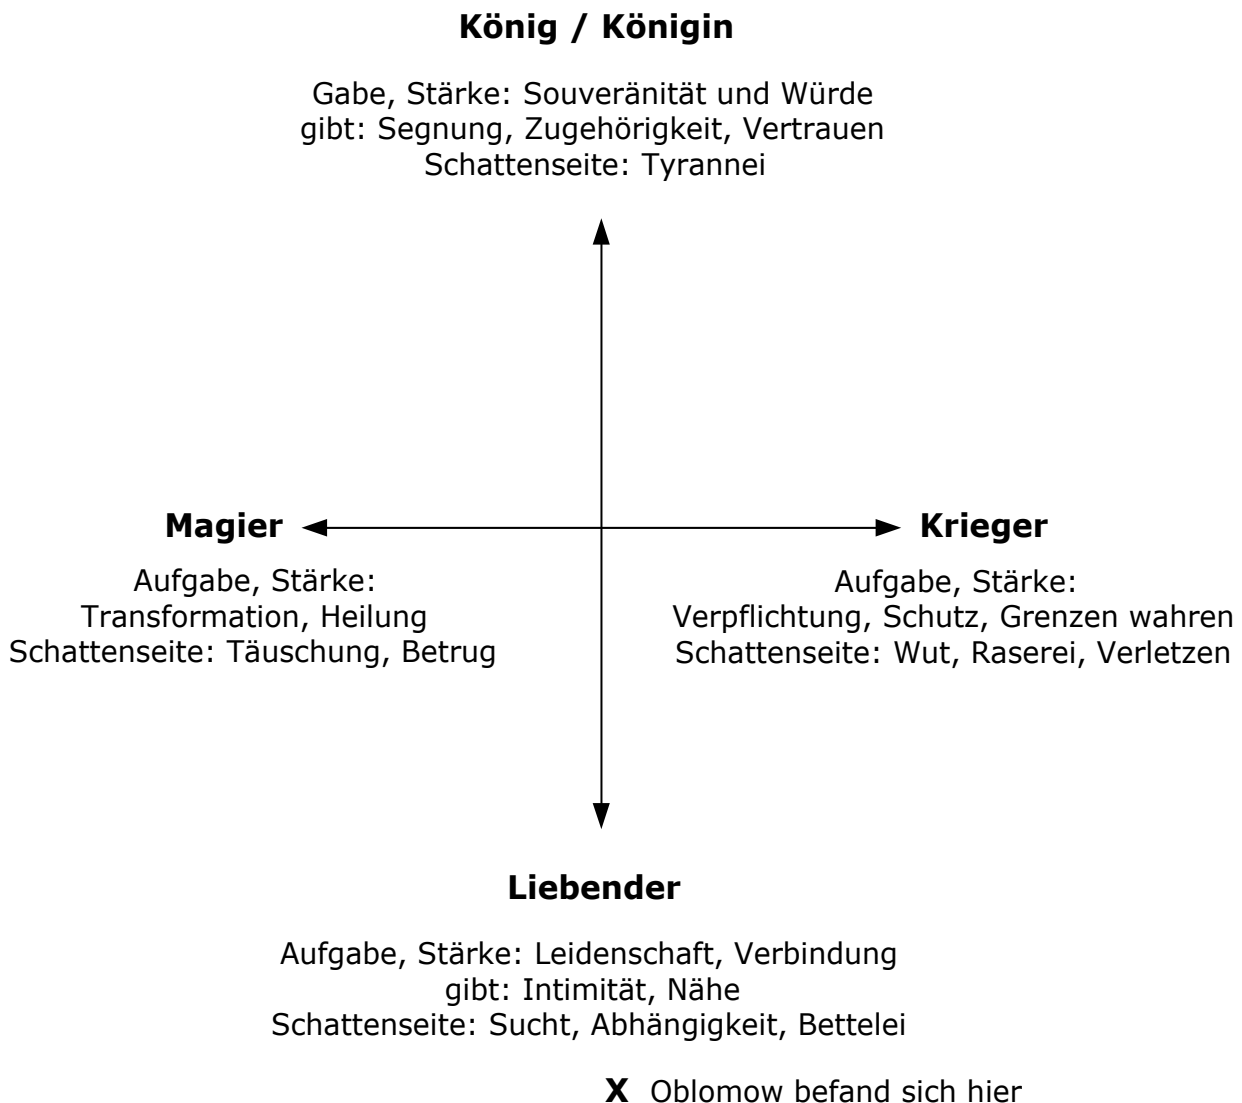 König / Königin
Gabe, Stärke: Souveränität und Würde
gibt: Segnung, Zugehörigkeit, Vertrauen
Schattenseite: Tyrannei
Magier
Aufgabe, Stärke:
Transformation, Heilung
Schattenseite: Täuschung, Betrug
Krieger
Aufgabe, Stärke:
Verpflichtung, Schutz, Grenzen wahren
Schattenseite: Wut, Raserei, Verletzen
Liebender
Aufgabe, Stärke: Leidenschaft, Verbindung
gibt: Intimität, Nähe
Schattenseite: Sucht, Abhängigkeit, Bettelei
X Oblomow befand sich hier